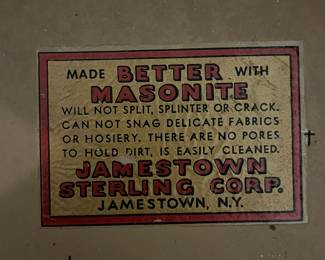 MADE BETTER WITH
MASONITE
WILL NOT SPLIT, SPLINTER OR CRACK.
CAN NOT SNAG DELICATE FABRICS
OR HOSIERY. THERE ARE NO PORES
TO HOLD DIRT, IS EASILY CLEANED.
JAMESTOWN
STERLING CORP.
JAMESTOWN, N.Y.